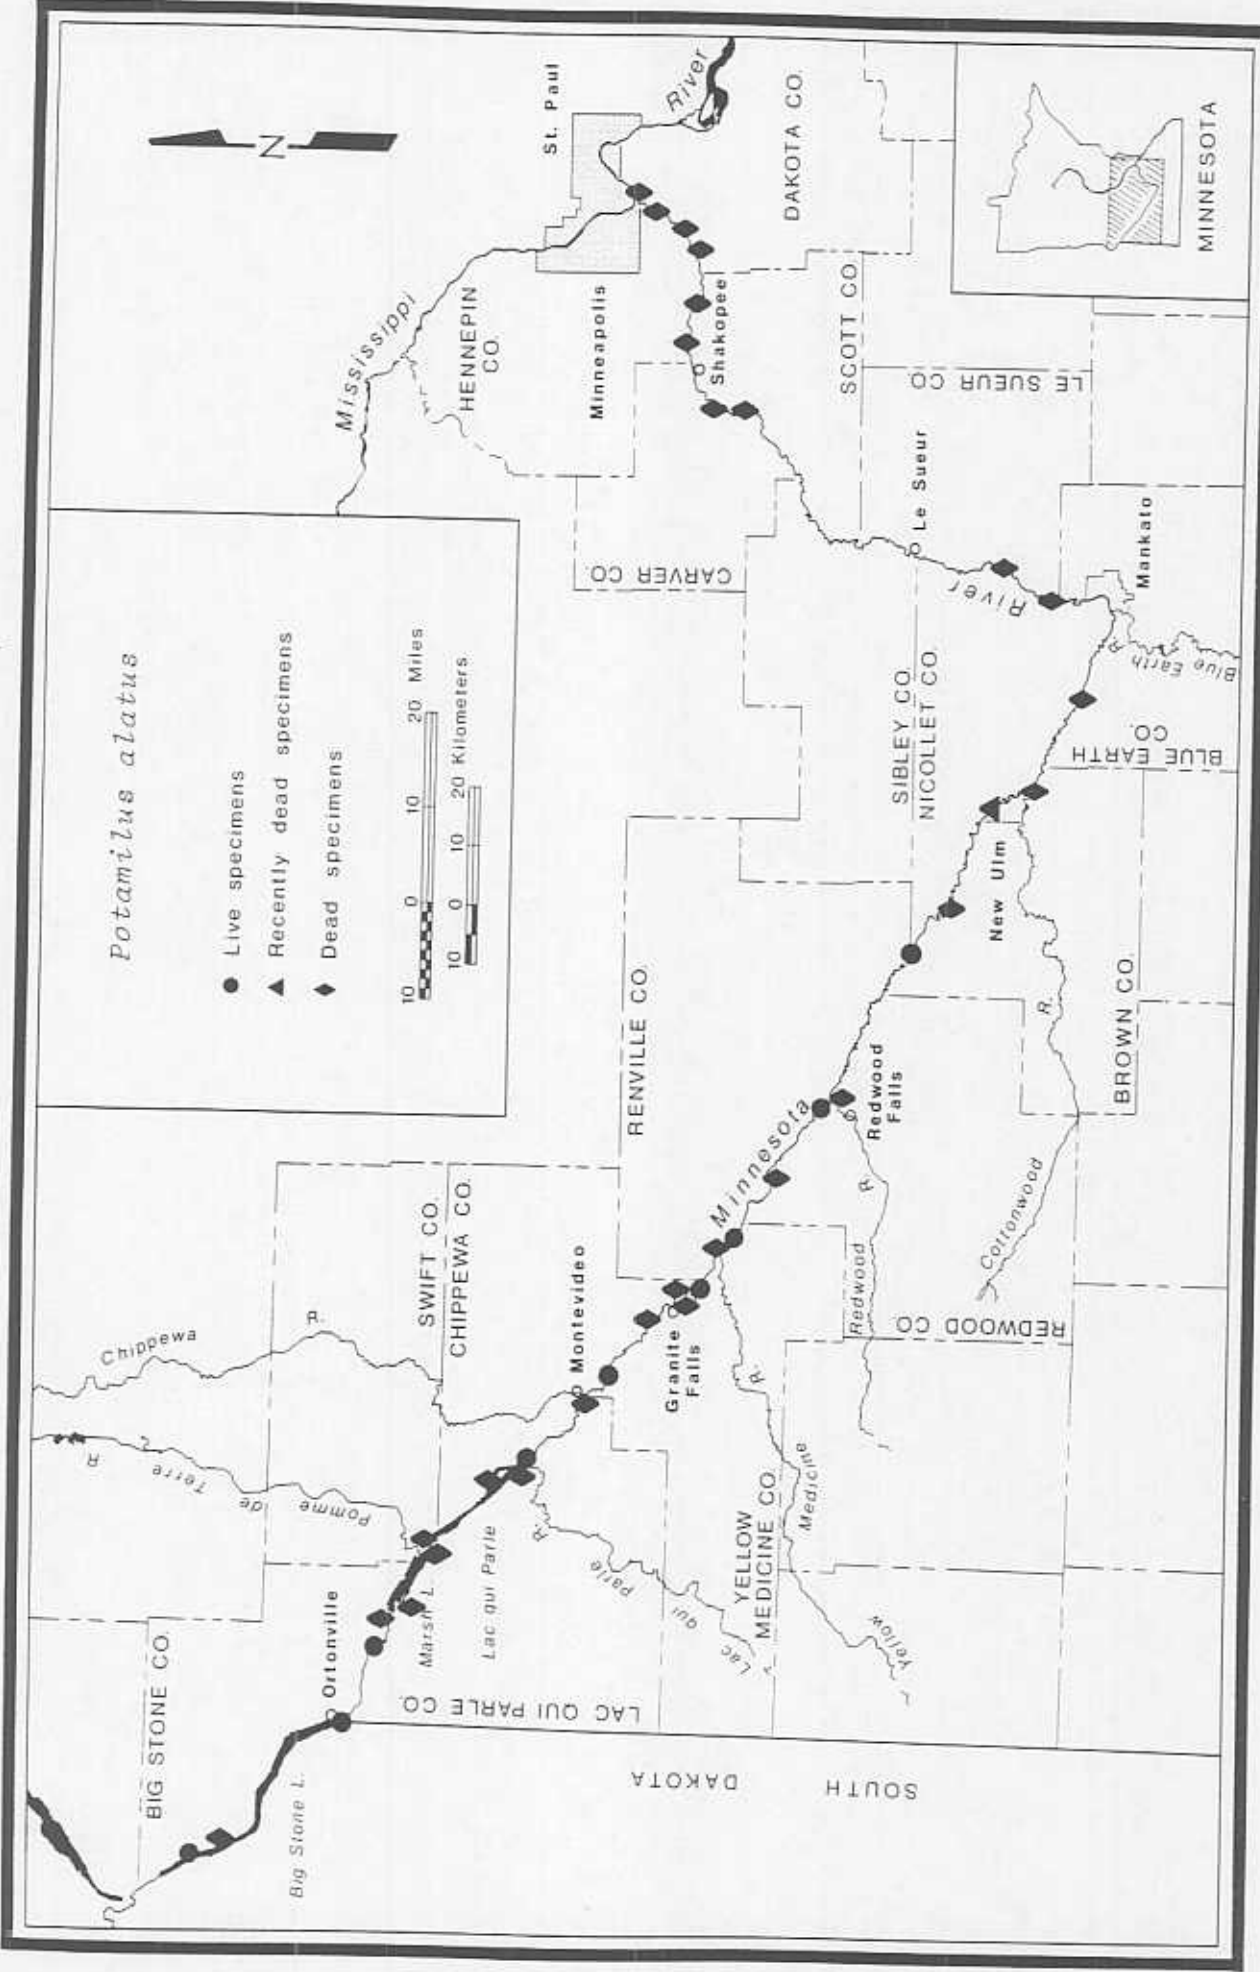 Potamilus alatus
Live specimens
Recently dead specimens
Dead specimens
10 0 10 20 Miles
10 0 10 20 Kilometers
N
MINNESOTA
St. Paul
River
Mississippi
HENNEPIN
CO.
Minneapolis
DAKOTA CO.
Shakopee
SCOTT CO.
LE SUEUR CO.
CARVER CO.
Le Sueur
River
Mankato
Blue Earth
R.
BLUE EARTH
CO.
SIBLEY CO.
NICOLLET CO.
New Ulm
BROWN CO.
R.
Cottonwood
RENVILLE CO.
Redwood
Falls
Minnesota
R.
Redwood
REDWOOD CO.
SWIFT CO.
CHIPPEWA CO.
Chippewa
R.
Montevideo
Granite
Falls
R.
Medicine
Yellow
YELLOW
MEDICINE CO.
Pomme
de
Terre
R.
Marsh L.
Lac qui Parle
R.
Parle
qui
Lac
LAC QUI PARLE CO.
Ortonville
BIG STONE CO.
Big Stone L.
SOUTH
DAKOTA